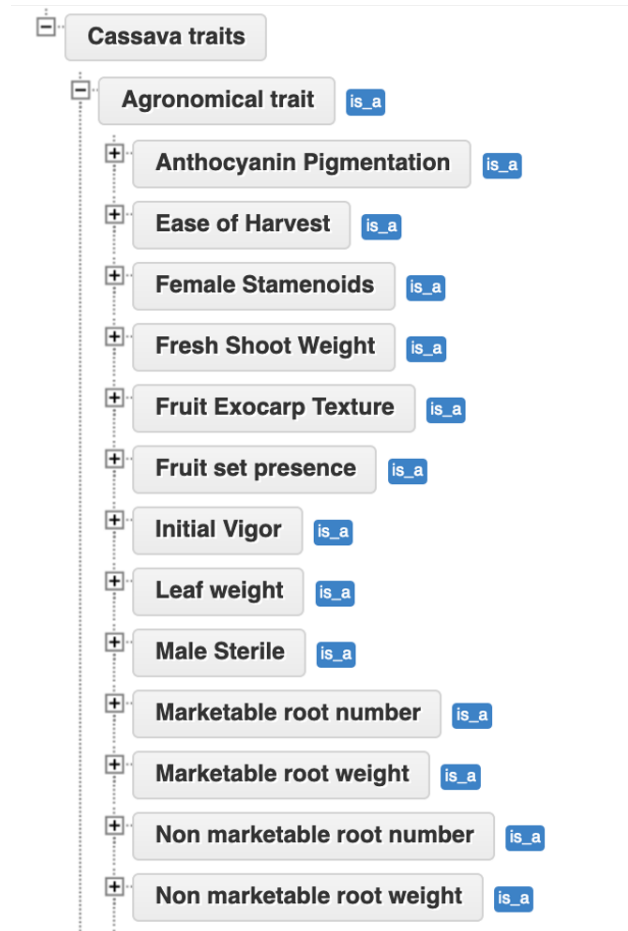 Cassava traits
Agronomical trait is_a
Anthocyanin Pigmentation is_a
Ease of Harvest is_a
Female Stamenoids is_a
Fresh Shoot Weight is_a
Fruit Exocarp Texture is_a
Fruit set presence is_a
Initial Vigor is_a
Leaf weight is_a
Male Sterile is_a
Marketable root number is_a
Marketable root weight is_a
Non marketable root number is_a
Non marketable root weight is_a